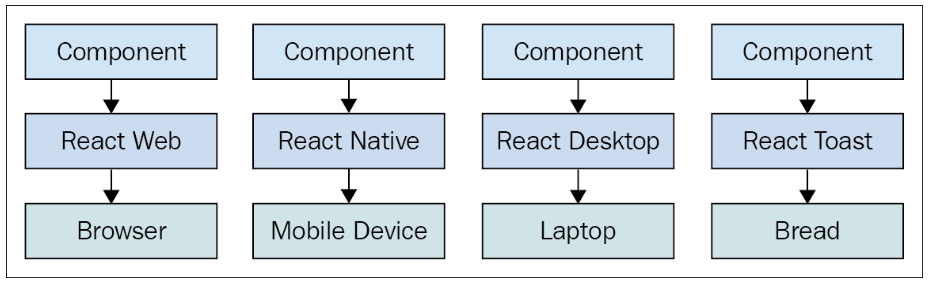 Component
Component
Component
Component
React Web
React Native
React Desktop
React Toast
Browser
Mobile Device
Laptop
Bread